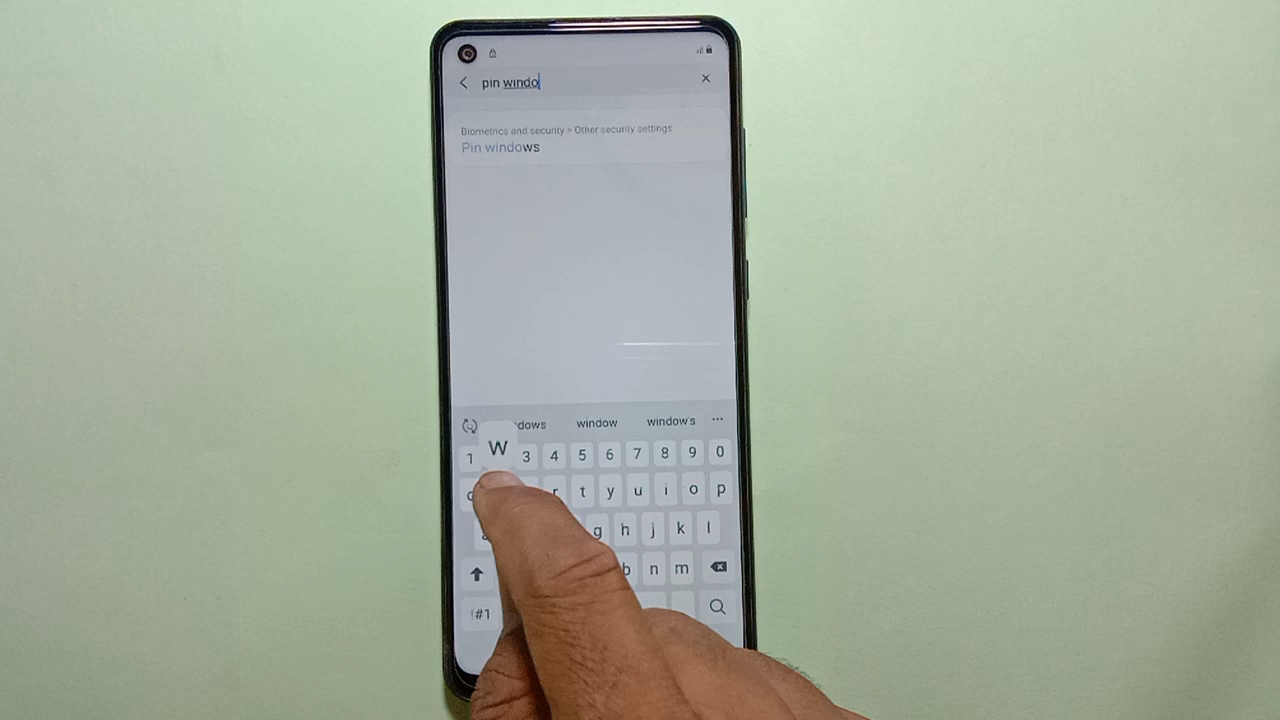 pin windo
Biometrics and security > Other security settings
Pin windows
dows window window's ...
W
1 3 4 5 6 7 8 9 0
r t y u i o p
g h j k l
b n m
!#1